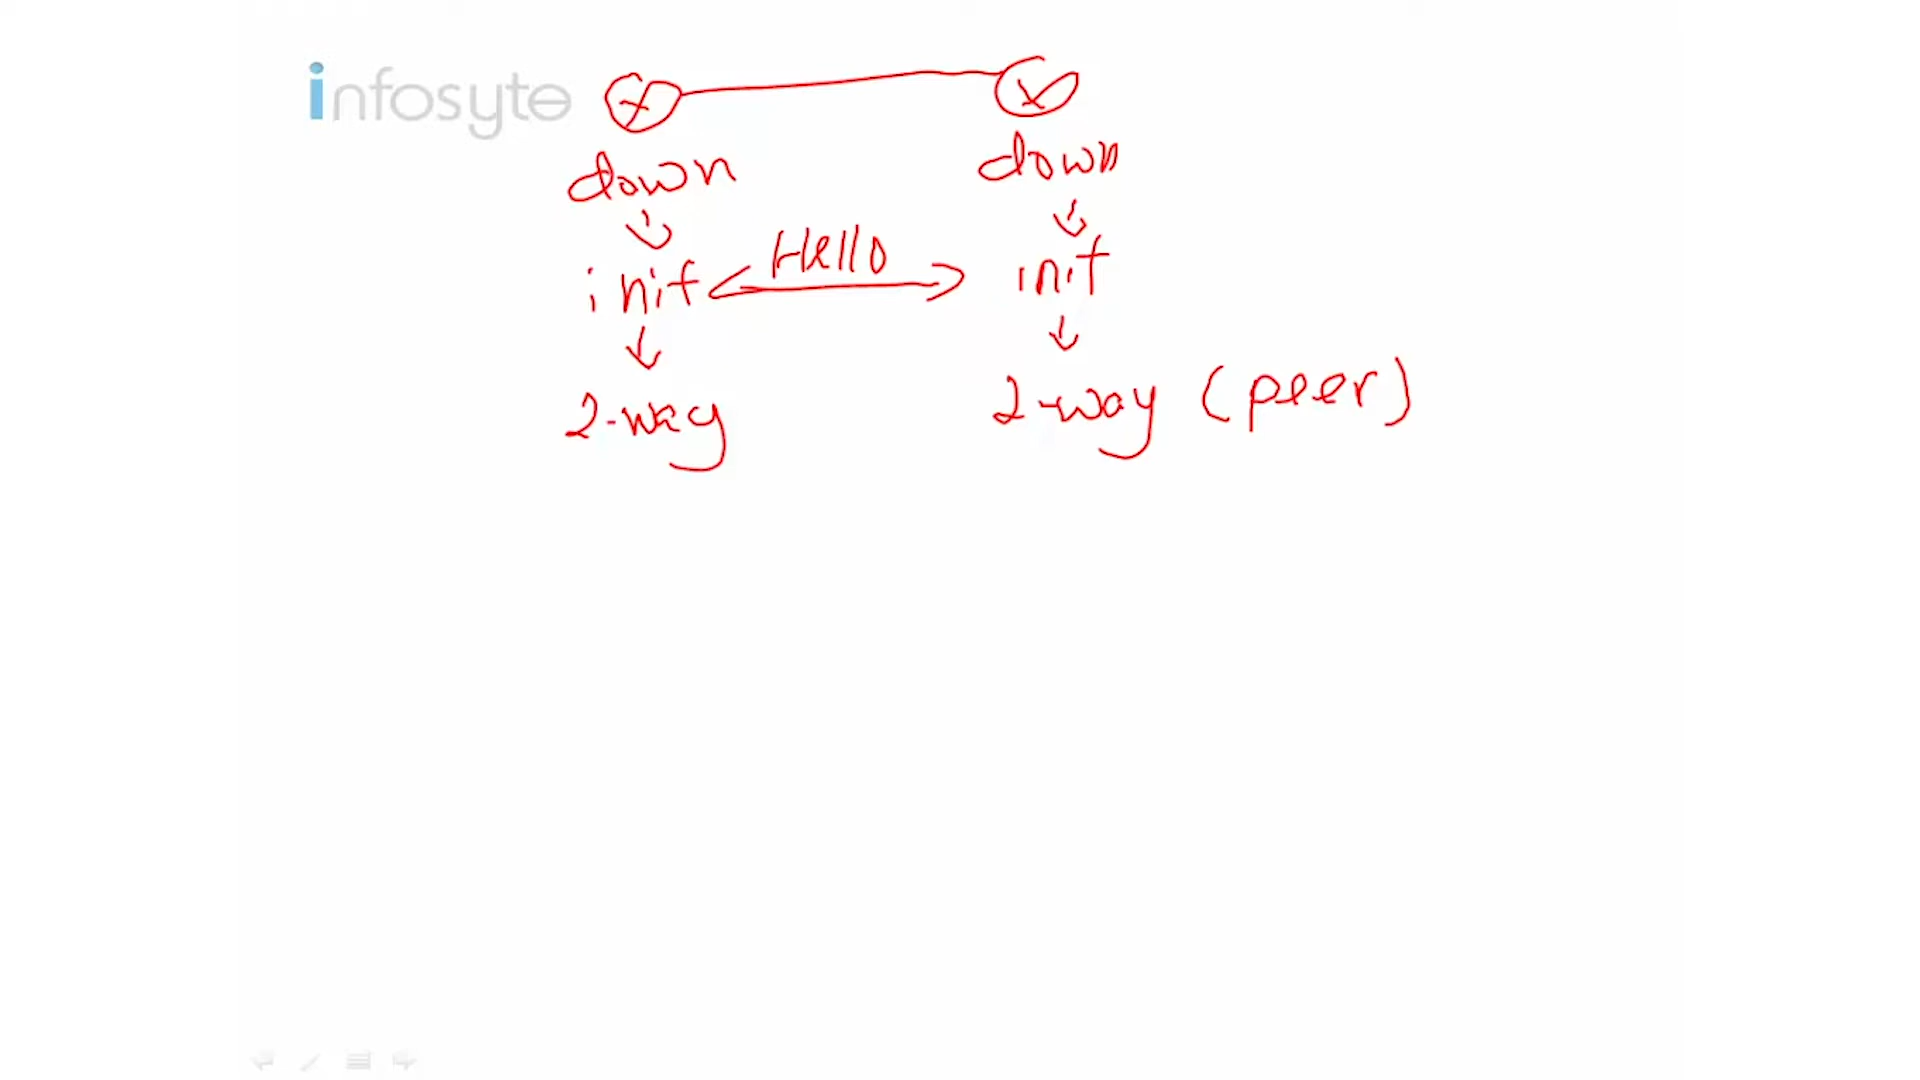 infosyte
down down
init Hello init
2-way 2-way (peer)